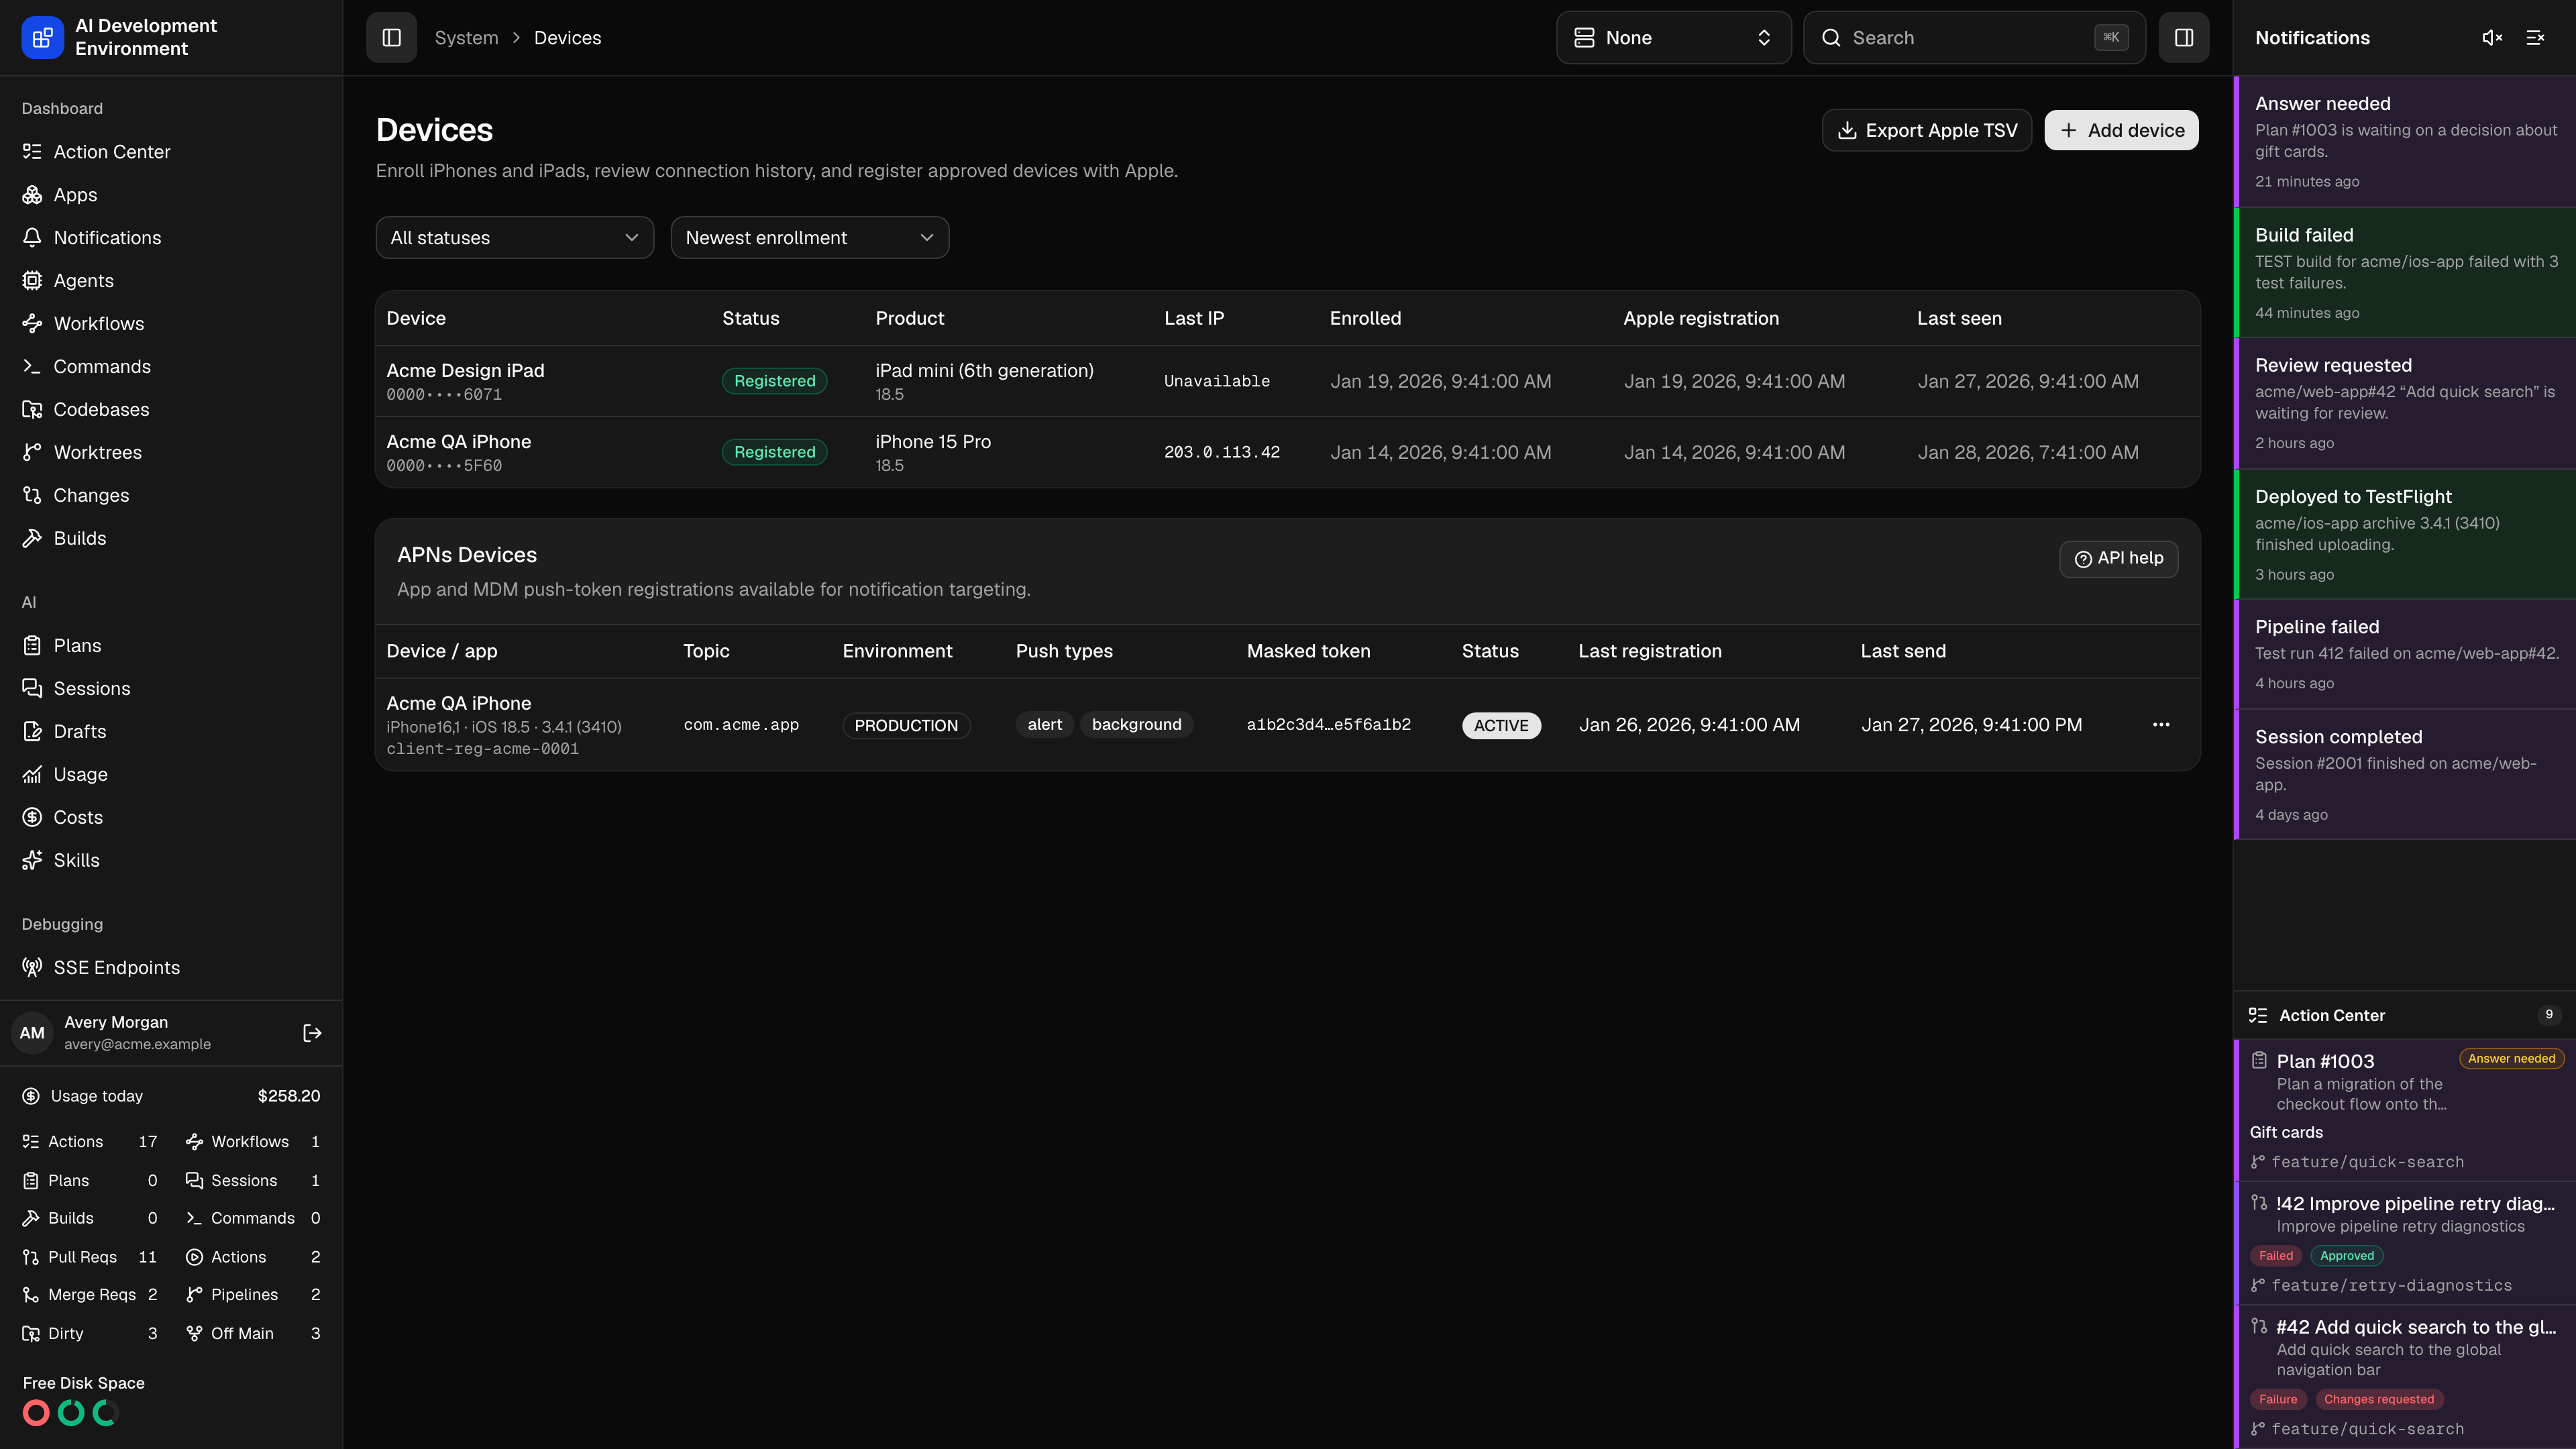 AI Development
Environment
Dashboard
Action Center
Apps
Notifications
Agents
Workflows
Commands
Codebases
Worktrees
Changes
Builds
AI
Plans
Sessions
Drafts
Usage
Costs
Skills
Debugging
SSE Endpoints
AM
Avery Morgan
avery@acme.example
Usage today $258.20
Actions 17 Workflows 1
Plans 0 Sessions 1
Builds 0 Commands 0
Pull Reqs 11 Actions 2
Merge Reqs 2 Pipelines 2
Dirty 3 Off Main 3
Free Disk Space
System > Devices
None
Search ⌘K
Devices
Enroll iPhones and iPads, review connection history, and register approved devices with Apple.
Export Apple TSV
Add device
All statuses
Newest enrollment
Device Status Product Last IP Enrolled Apple registration Last seen
Acme Design iPad Registered iPad mini (6th generation) Unavailable Jan 19, 2026, 9:41:00 AM Jan 19, 2026, 9:41:00 AM Jan 27, 2026, 9:41:00 AM
0000••••6071 18.5
Acme QA iPhone Registered iPhone 15 Pro 203.0.113.42 Jan 14, 2026, 9:41:00 AM Jan 14, 2026, 9:41:00 AM Jan 28, 2026, 7:41:00 AM
0000••••5F60 18.5
APNs Devices
App and MDM push-token registrations available for notification targeting.
API help
Device / app Topic Environment Push types Masked token Status Last registration Last send
Acme QA iPhone
iPhone16,1 · iOS 18.5 · 3.4.1 (3410)
client-reg-acme-0001
com.acme.app PRODUCTION alert background a1b2c3d4…e5f6a1b2 ACTIVE Jan 26, 2026, 9:41:00 AM Jan 27, 2026, 9:41:00 PM
Notifications
Answer needed
Plan #1003 is waiting on a decision about
gift cards.
21 minutes ago
Build failed
TEST build for acme/ios-app failed with 3
test failures.
44 minutes ago
Review requested
acme/web-app#42 “Add quick search” is
waiting for review.
2 hours ago
Deployed to TestFlight
acme/ios-app archive 3.4.1 (3410)
finished uploading.
3 hours ago
Pipeline failed
Test run 412 failed on acme/web-app#42.
4 hours ago
Session completed
Session #2001 finished on acme/web-
app.
4 days ago
Action Center 9
Plan #1003 Answer needed
Plan a migration of the
checkout flow onto th…
Gift cards
feature/quick-search
!42 Improve pipeline retry diag…
Improve pipeline retry diagnostics
Failed Approved
feature/retry-diagnostics
#42 Add quick search to the gl…
Add quick search to the global
navigation bar
Failure Changes requested
feature/quick-search